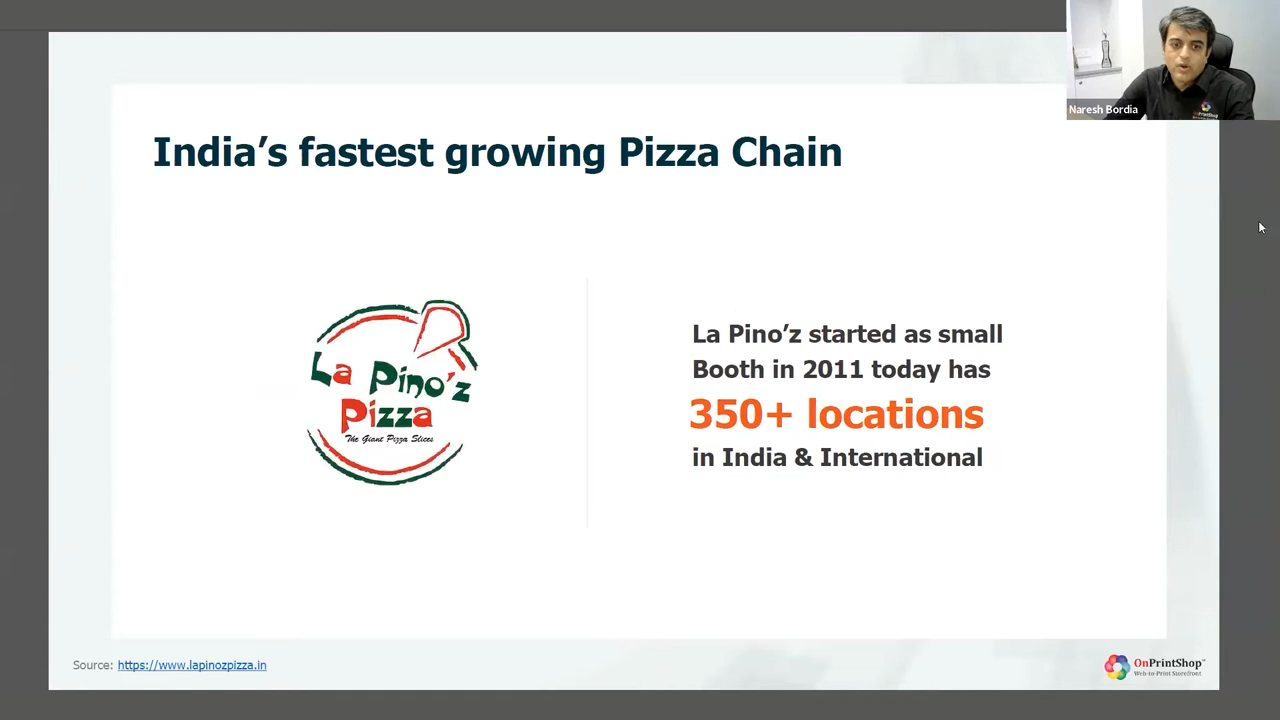 Naresh Bordia
OnPrintShop
India's fastest growing Pizza Chain
La Pino'z
Pizza
The Giant Pizza Slices
La Pino'z started as small
Booth in 2011 today has
350+ locations
in India & International
Source: https://www.lapinozpizza.in
OnPrintShop™
Web-to-Print Storefront